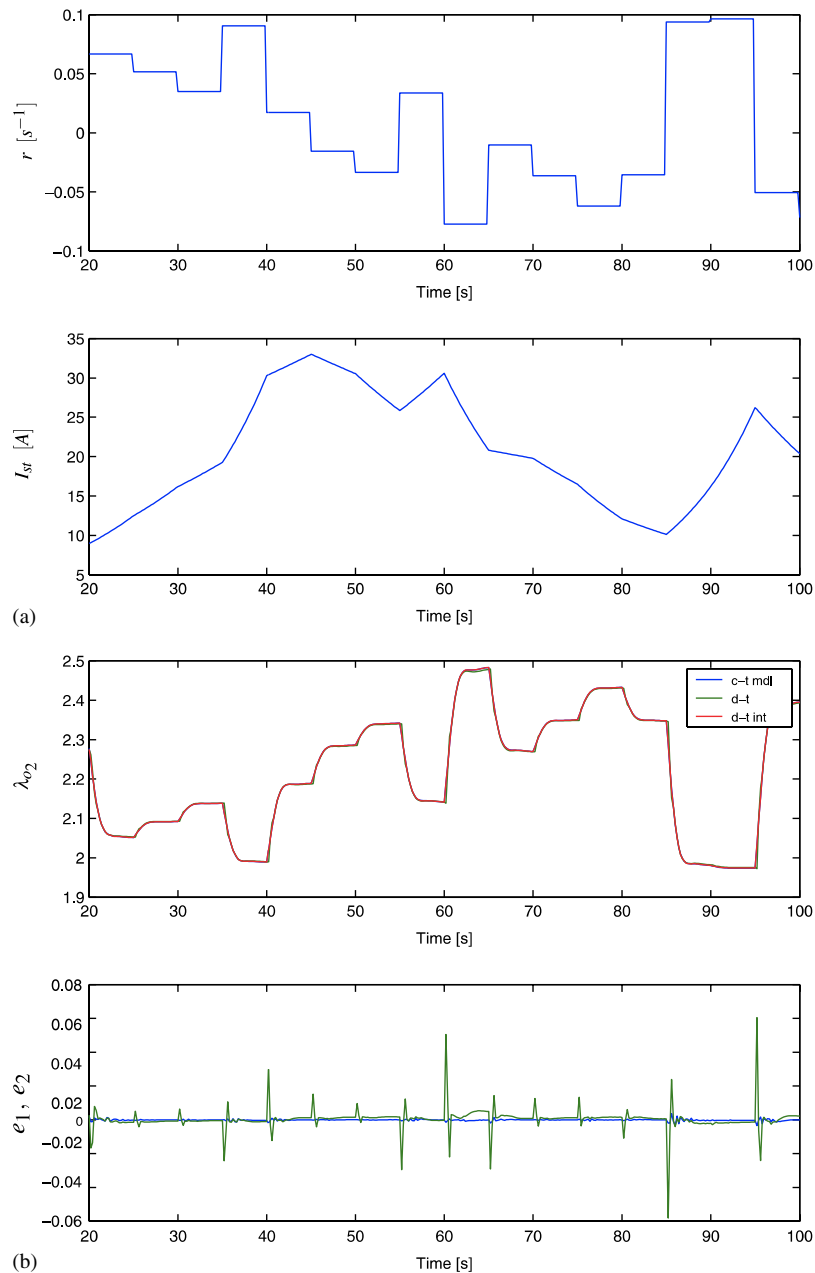 0.1
0.05
0
−0.05
−0.1
r [s⁻¹]
20 30 40 50 60 70 80 90 100
Time [s]
35
30
25
20
15
10
5
I_st [A]
20 30 40 50 60 70 80 90 100
Time [s]
(a)
2.5
2.4
2.3
2.2
2.1
2
1.9
λ_o₂
c−t mdl
d−t
d−t int
20 30 40 50 60 70 80 90 100
Time [s]
0.08
0.06
0.04
0.02
0
−0.02
−0.04
−0.06
e₁, e₂
20 30 40 50 60 70 80 90 100
Time [s]
(b)